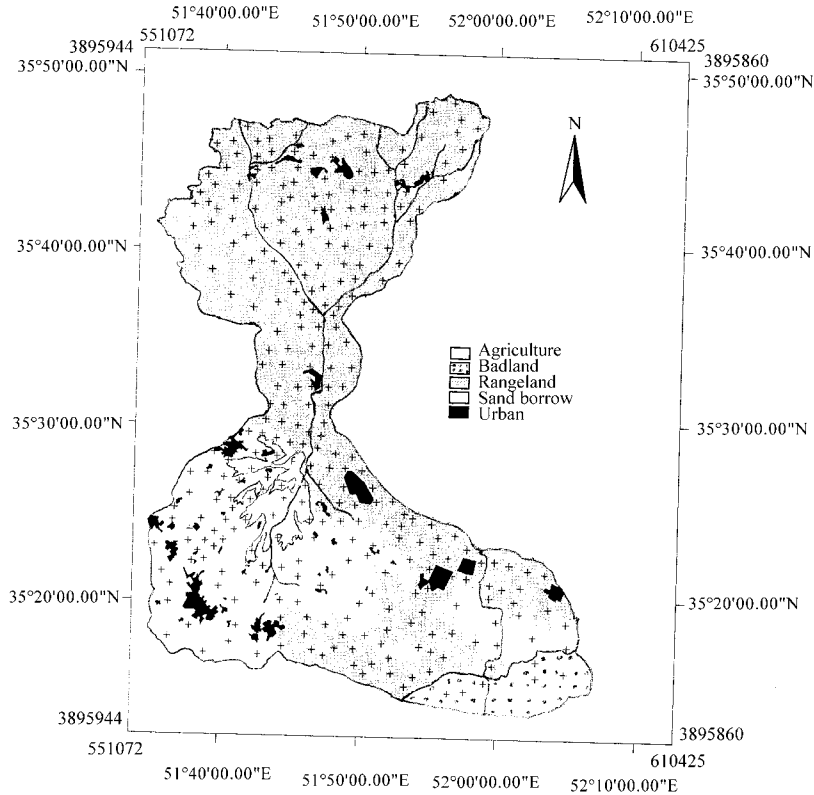 51°40'00.00"E 51°50'00.00"E 52°00'00.00"E 52°10'00.00"E
551072 610425
3895944 3895860
35°50'00.00"N 35°50'00.00"N
N
35°40'00.00"N 35°40'00.00"N
Agriculture
Badland
Rangeland
Sand borrow
Urban
35°30'00.00"N 35°30'00.00"N
35°20'00.00"N 35°20'00.00"N
3895944 3895860
551072 610425
51°40'00.00"E 51°50'00.00"E 52°00'00.00"E 52°10'00.00"E